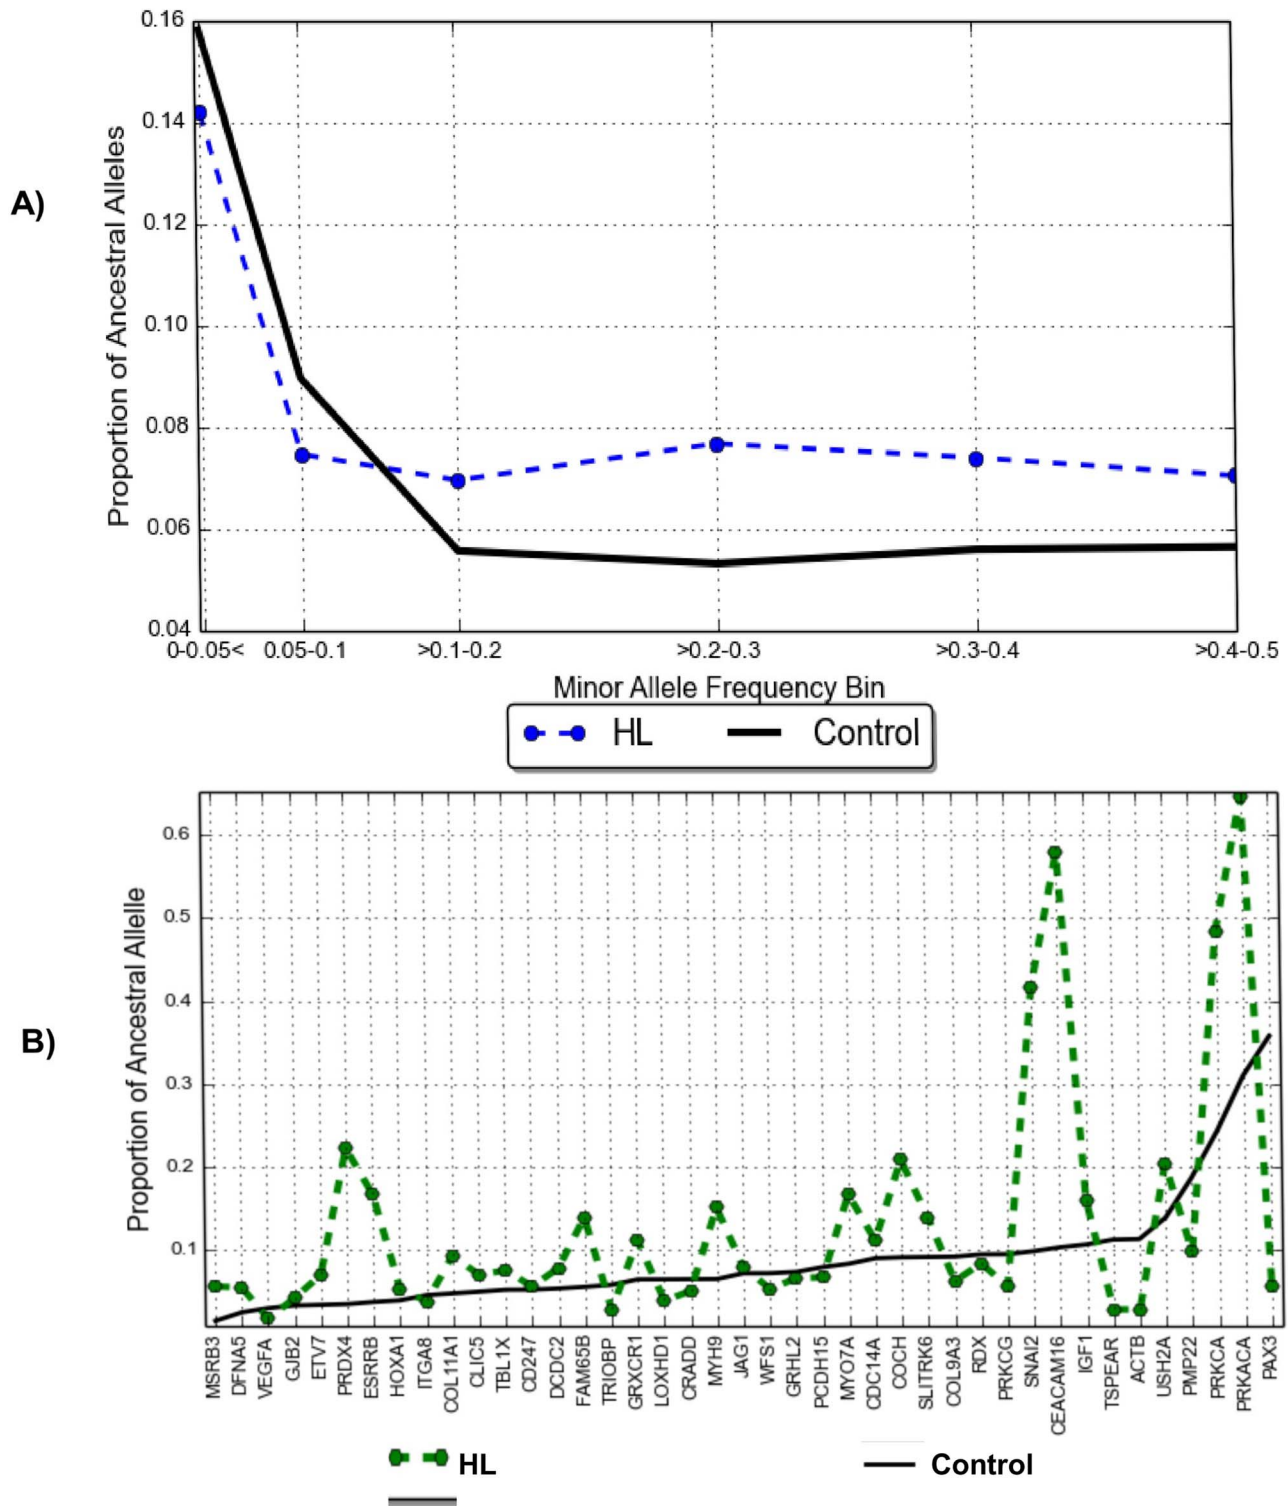 A)
Proportion of Ancestral Alleles
0.16
0.14
0.12
0.10
0.08
0.06
0.04
0-0.05< 0.05-0.1 >0.1-0.2 >0.2-0.3 >0.3-0.4 >0.4-0.5
Minor Allele Frequency Bin
HL Control
B)
Proportion of Ancestral Allelle
0.6
0.5
0.4
0.3
0.2
0.1
MSRB3 DFNA5 VEGFA GJB2 ETV7 PRDX4 ESRRB HOXA1 ITGA8 COL11A1 CLIC5 TBL1X CD247 DCDC2 FAM65B TRIOBP GRXCR1 LOXHD1 CRADD MYH9 JAG1 WFS1 GRHL2 PCDH15 MYO7A CDC14A COCH SLITRK6 COL9A3 RDX PRKCG SNAI2 CEACAM16 IGF1 TSPEAR ACTB USH2A PMP22 PRKCA PRKACA PAX3
HL Control